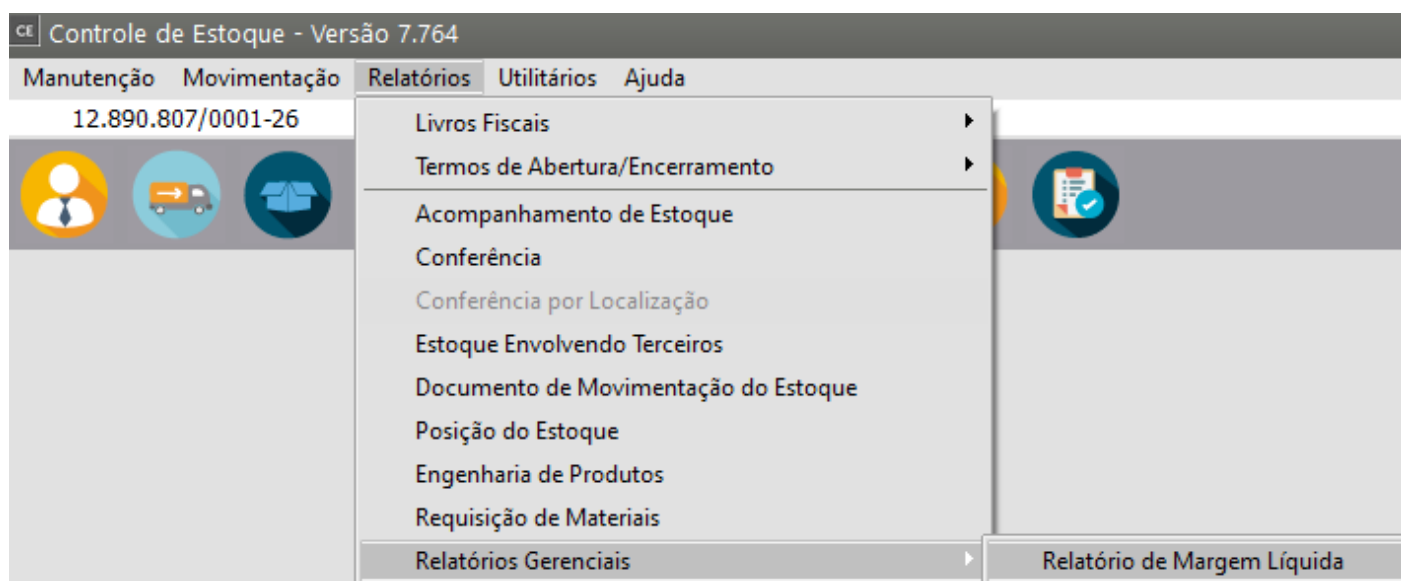 CE Controle de Estoque - Versão 7.764
Manutenção Movimentação Relatórios Utilitários Ajuda
12.890.807/0001-26
Livros Fiscais
Termos de Abertura/Encerramento
Acompanhamento de Estoque
Conferência
Conferência por Localização
Estoque Envolvendo Terceiros
Documento de Movimentação do Estoque
Posição do Estoque
Engenharia de Produtos
Requisição de Materiais
Relatórios Gerenciais Relatório de Margem Líquida